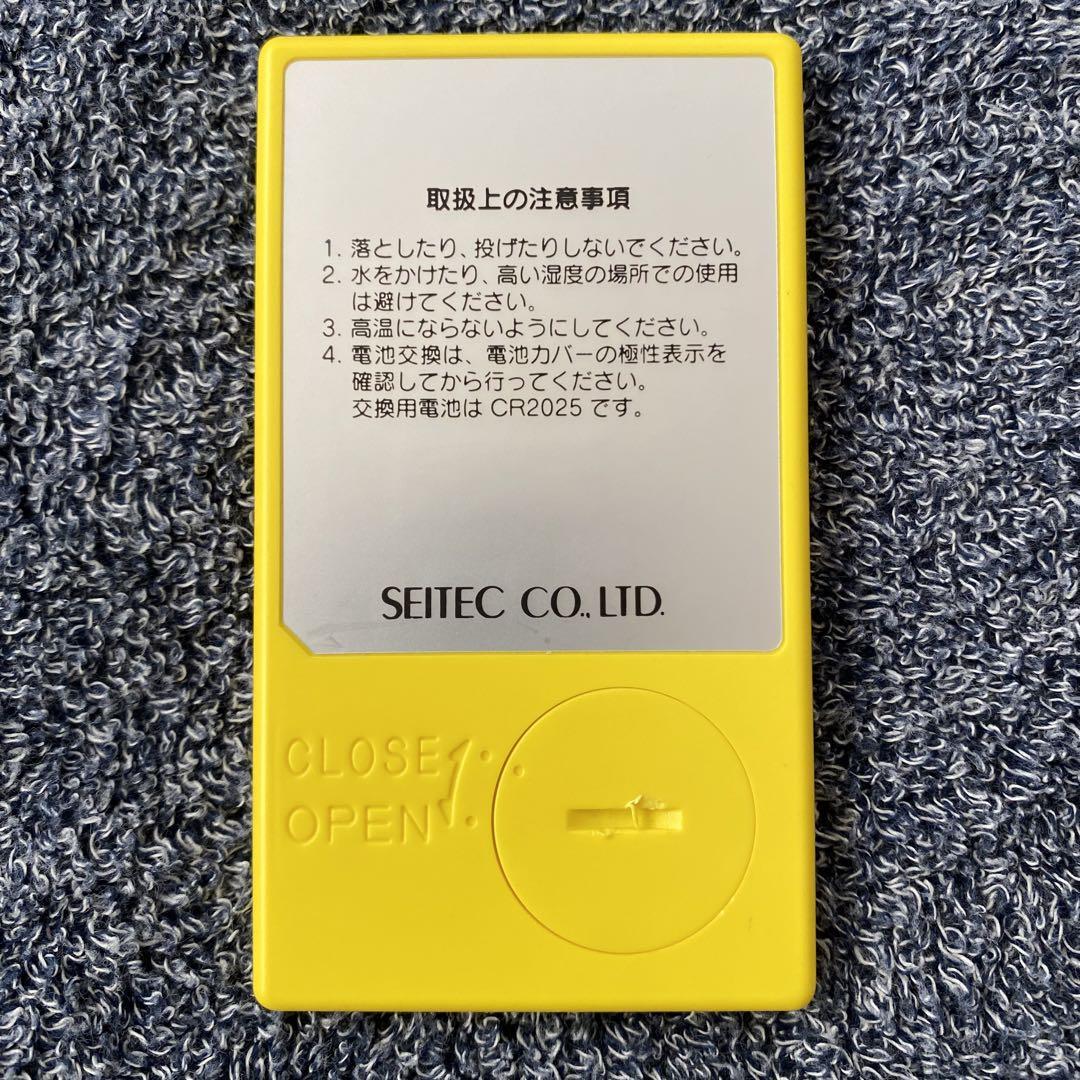 取扱上の注意事項
1. 落としたり、投げたりしないでください。
2. 水をかけたり、高い湿度の場所での使用
は避けてください。
3. 高温にならないようにしてください。
4. 電池交換は、電池カバーの極性表示を
確認してから行ってください。
交換用電池は CR2025 です。
SEITEC CO., LTD.
CLOSE
OPEN